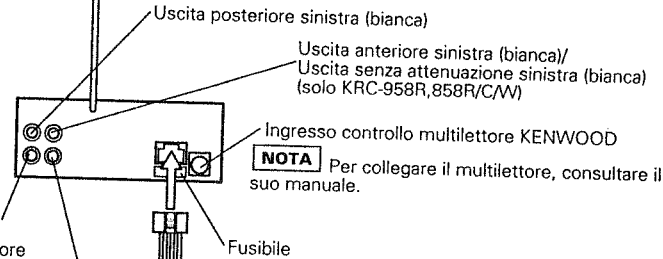 Uscita posteriore sinistra (bianca)
Uscita anteriore sinistra (bianca)/
Uscita senza attenuazione sinistra (bianca)
(solo KRC-958R,858R/C/W)
Ingresso controllo multilettore KENWOOD
NOTA Per collegare il multilettore, consultare il
suo manuale.
ore
Fusibile